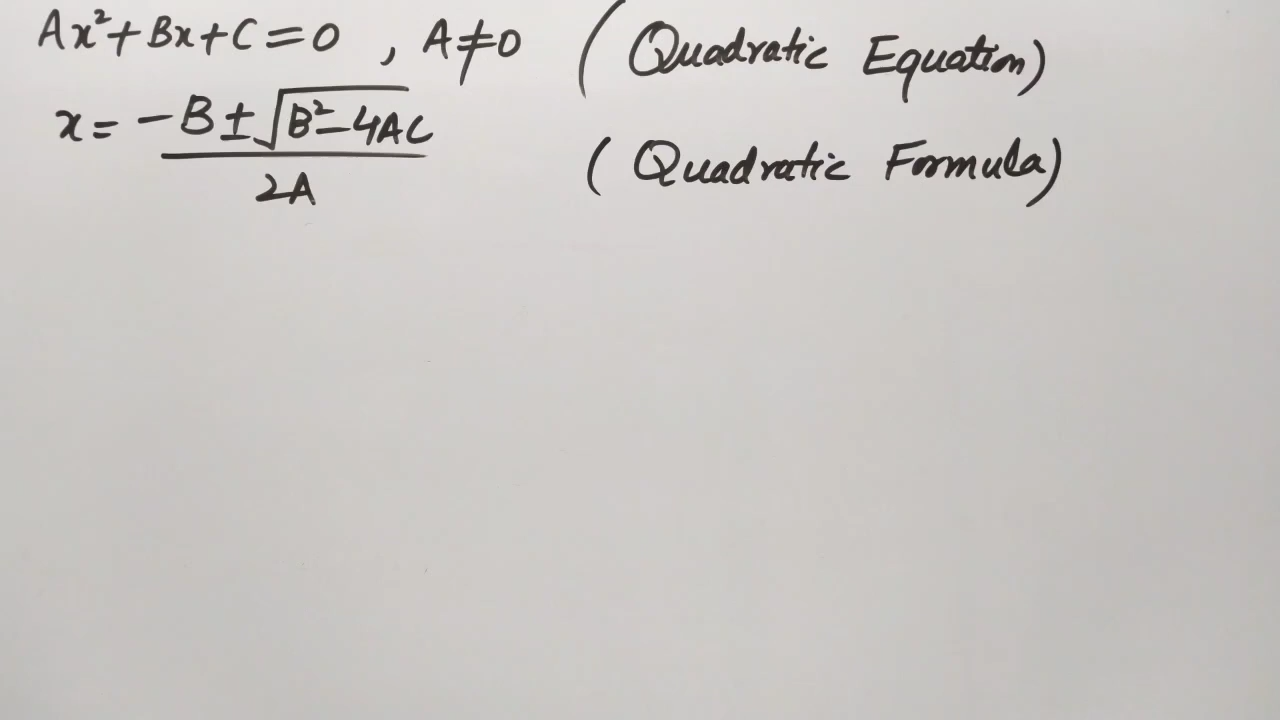 Ax²+Bx+C=0 , A≠0 (Quadratic Equation)
x= -B±√B²-4AC (Quadratic Formula)
2A